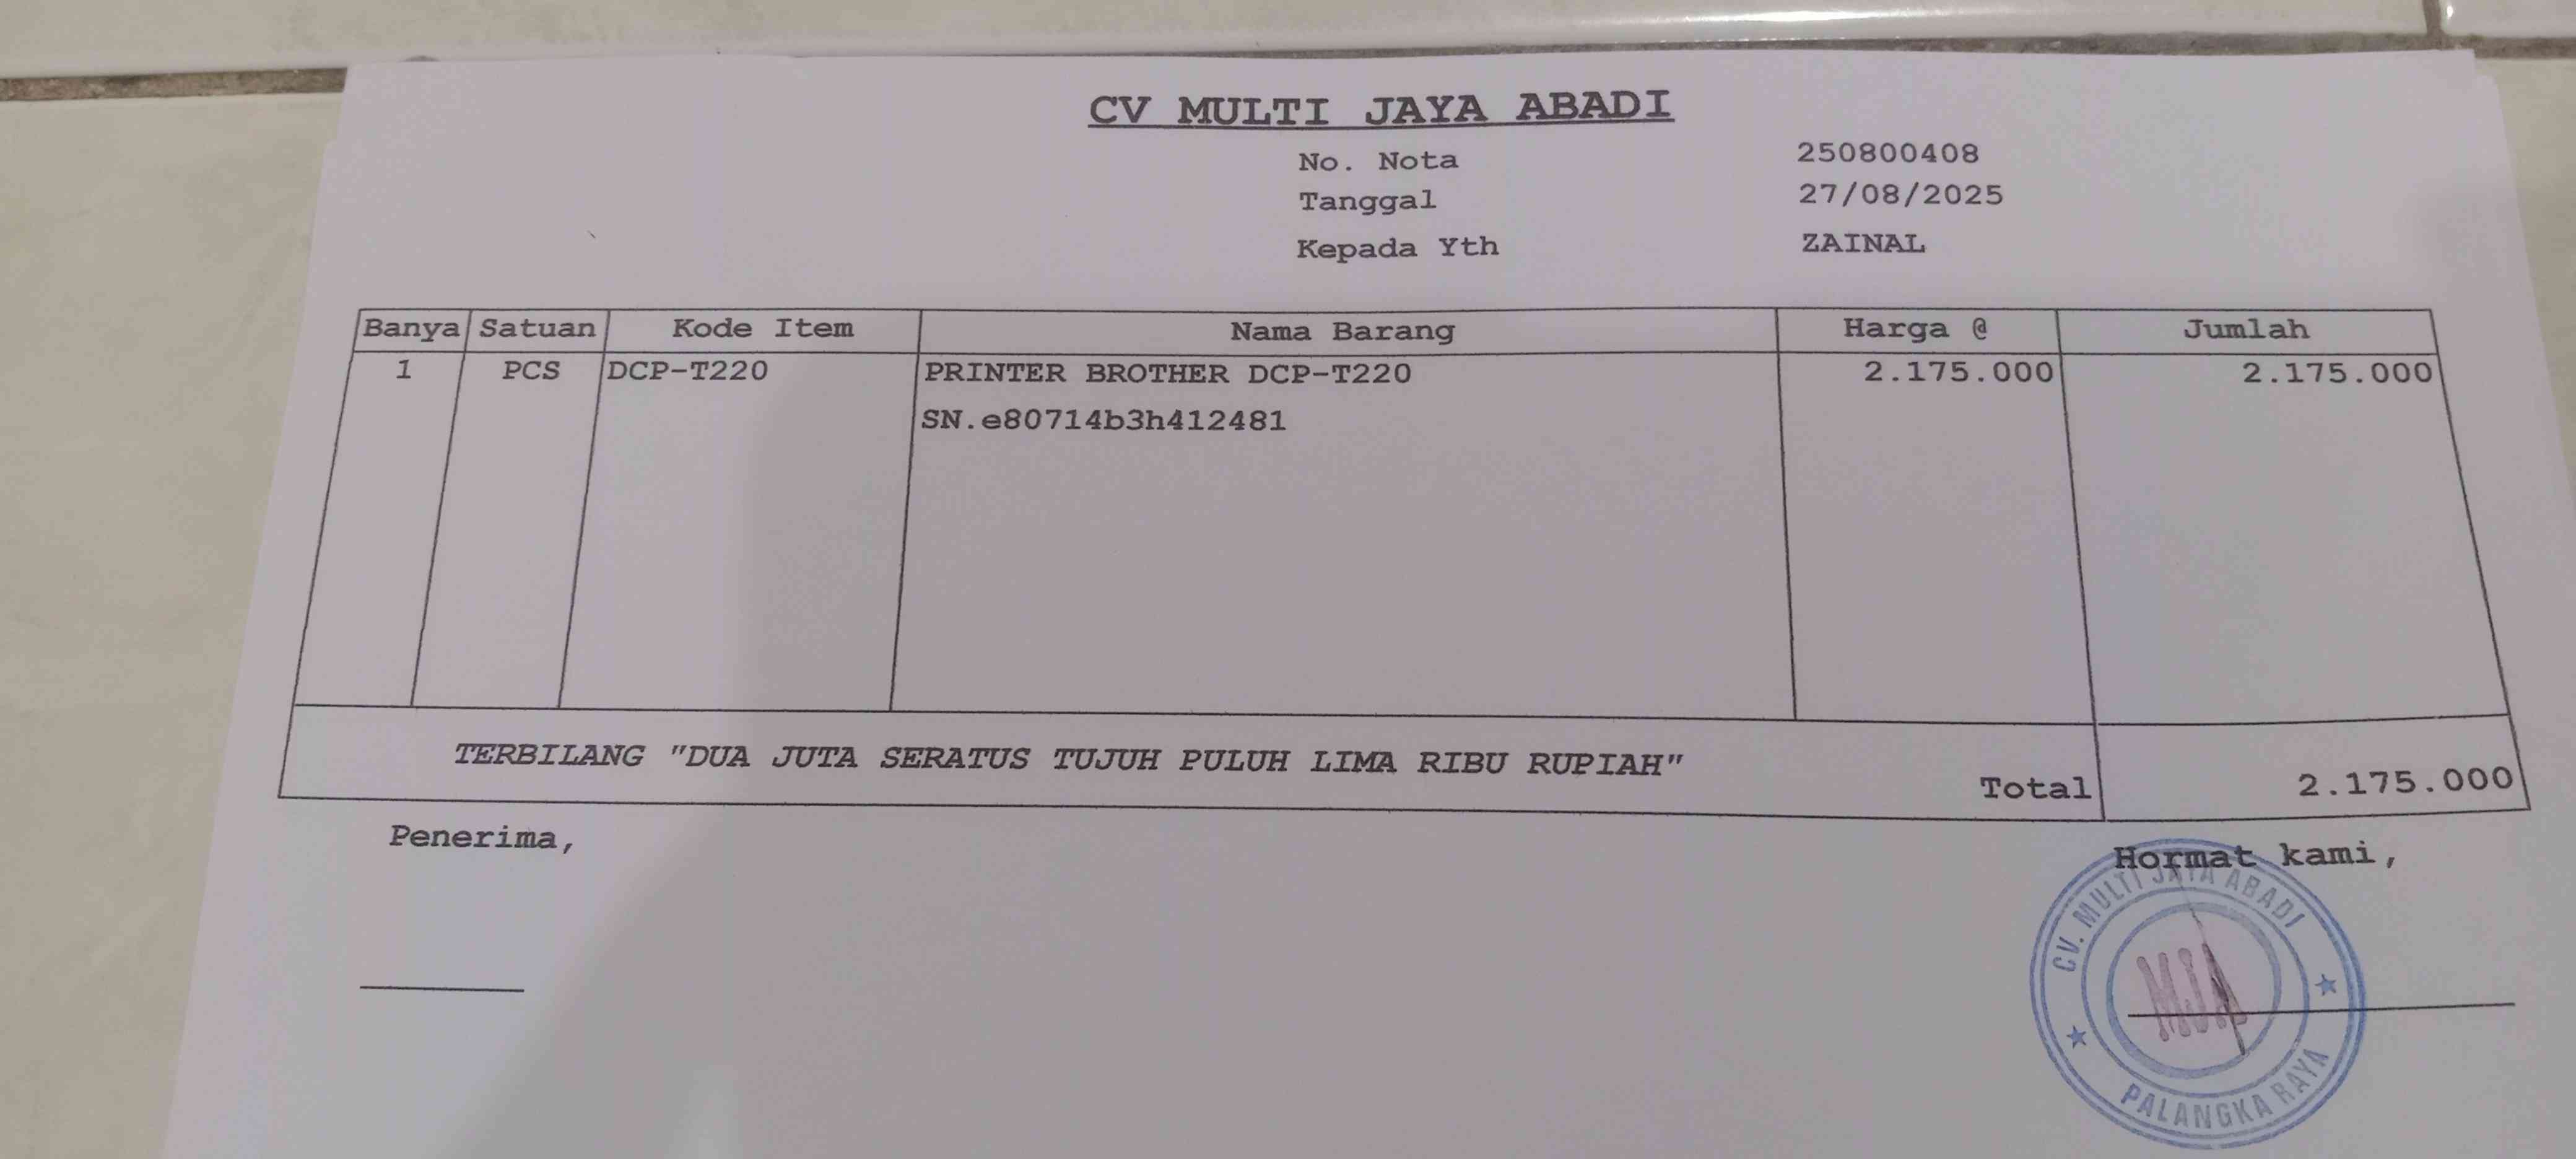 CV MULTI JAYA ABADI
No. Nota 250800408
Tanggal 27/08/2025
Kepada Yth ZAINAL
Banya Satuan Kode Item Nama Barang Harga @ Jumlah
1 PCS DCP-T220 PRINTER BROTHER DCP-T220 2.175.000 2.175.000
SN.e80714b3h412481
TERBILANG "DUA JUTA SERATUS TUJUH PULUH LIMA RIBU RUPIAH"
Total 2.175.000
Penerima,
Hormat kami,
CV. MULTI JAYA ABADI
MJA
PALANGKA RAYA